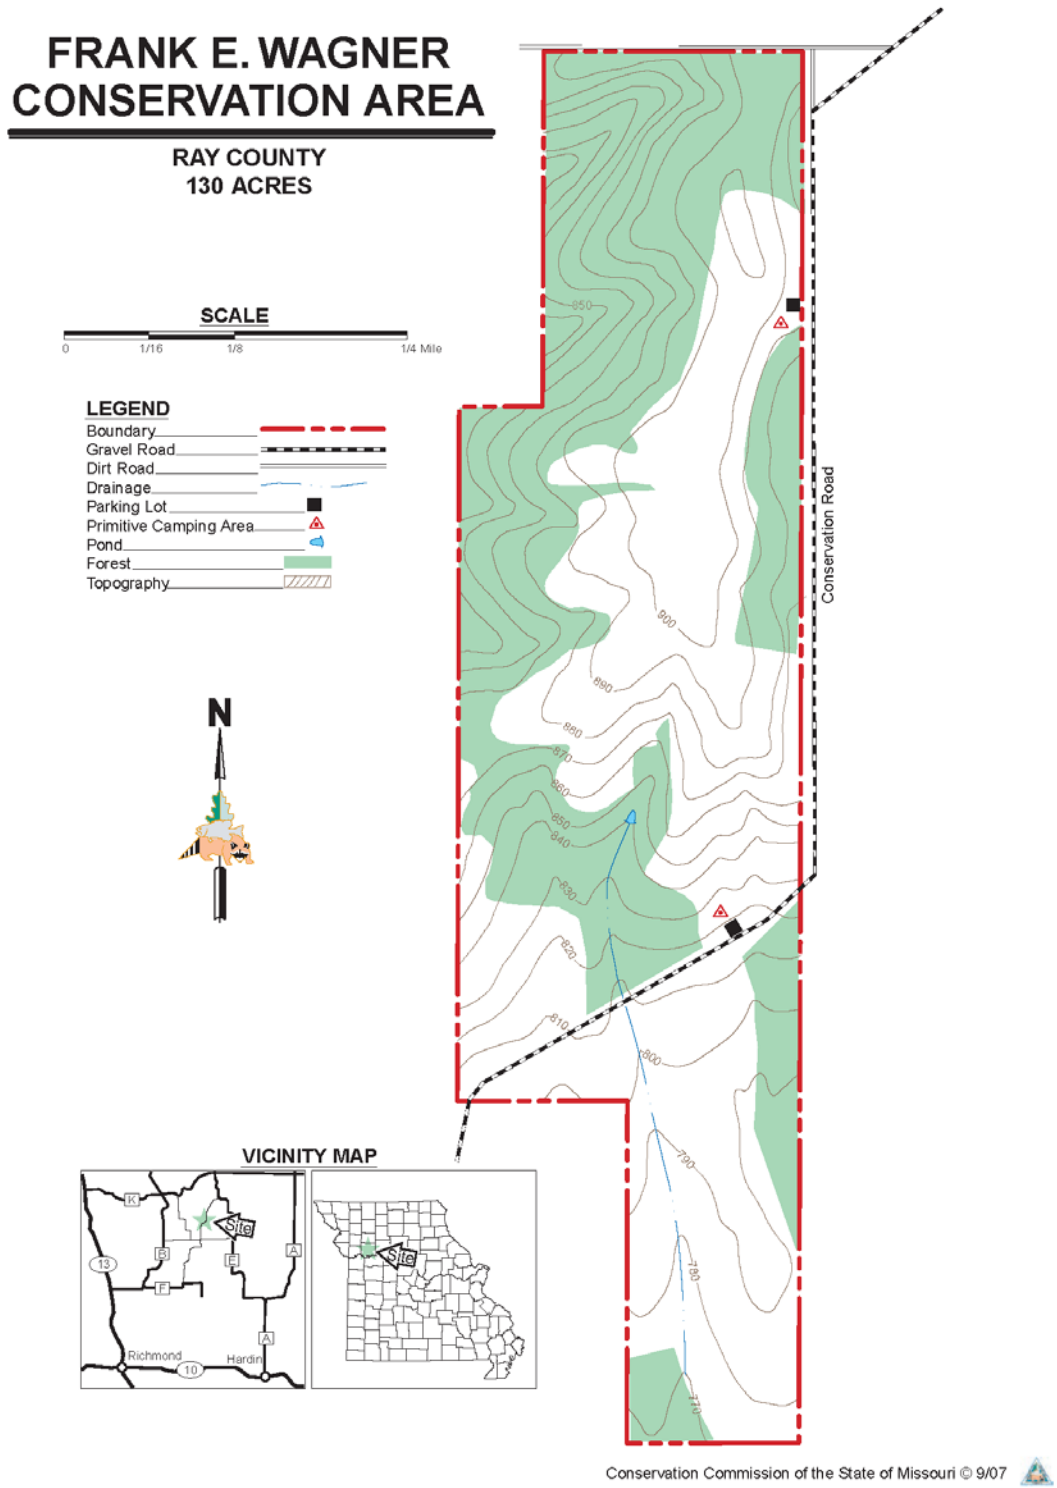 FRANK E. WAGNER
CONSERVATION AREA
RAY COUNTY
130 ACRES
SCALE
0 1/16 1/8 1/4 Mile
LEGEND
Boundary
Gravel Road
Dirt Road
Drainage
Parking Lot
Primitive Camping Area
Pond
Forest
Topography
N
850
Conservation Road
900
890
880
870
860
850
840
830
820
810
800
790
780
770
VICINITY MAP
K
Site
13
B
E
A
F
A
Richmond
10
Hardin
Site
Conservation Commission of the State of Missouri © 9/07